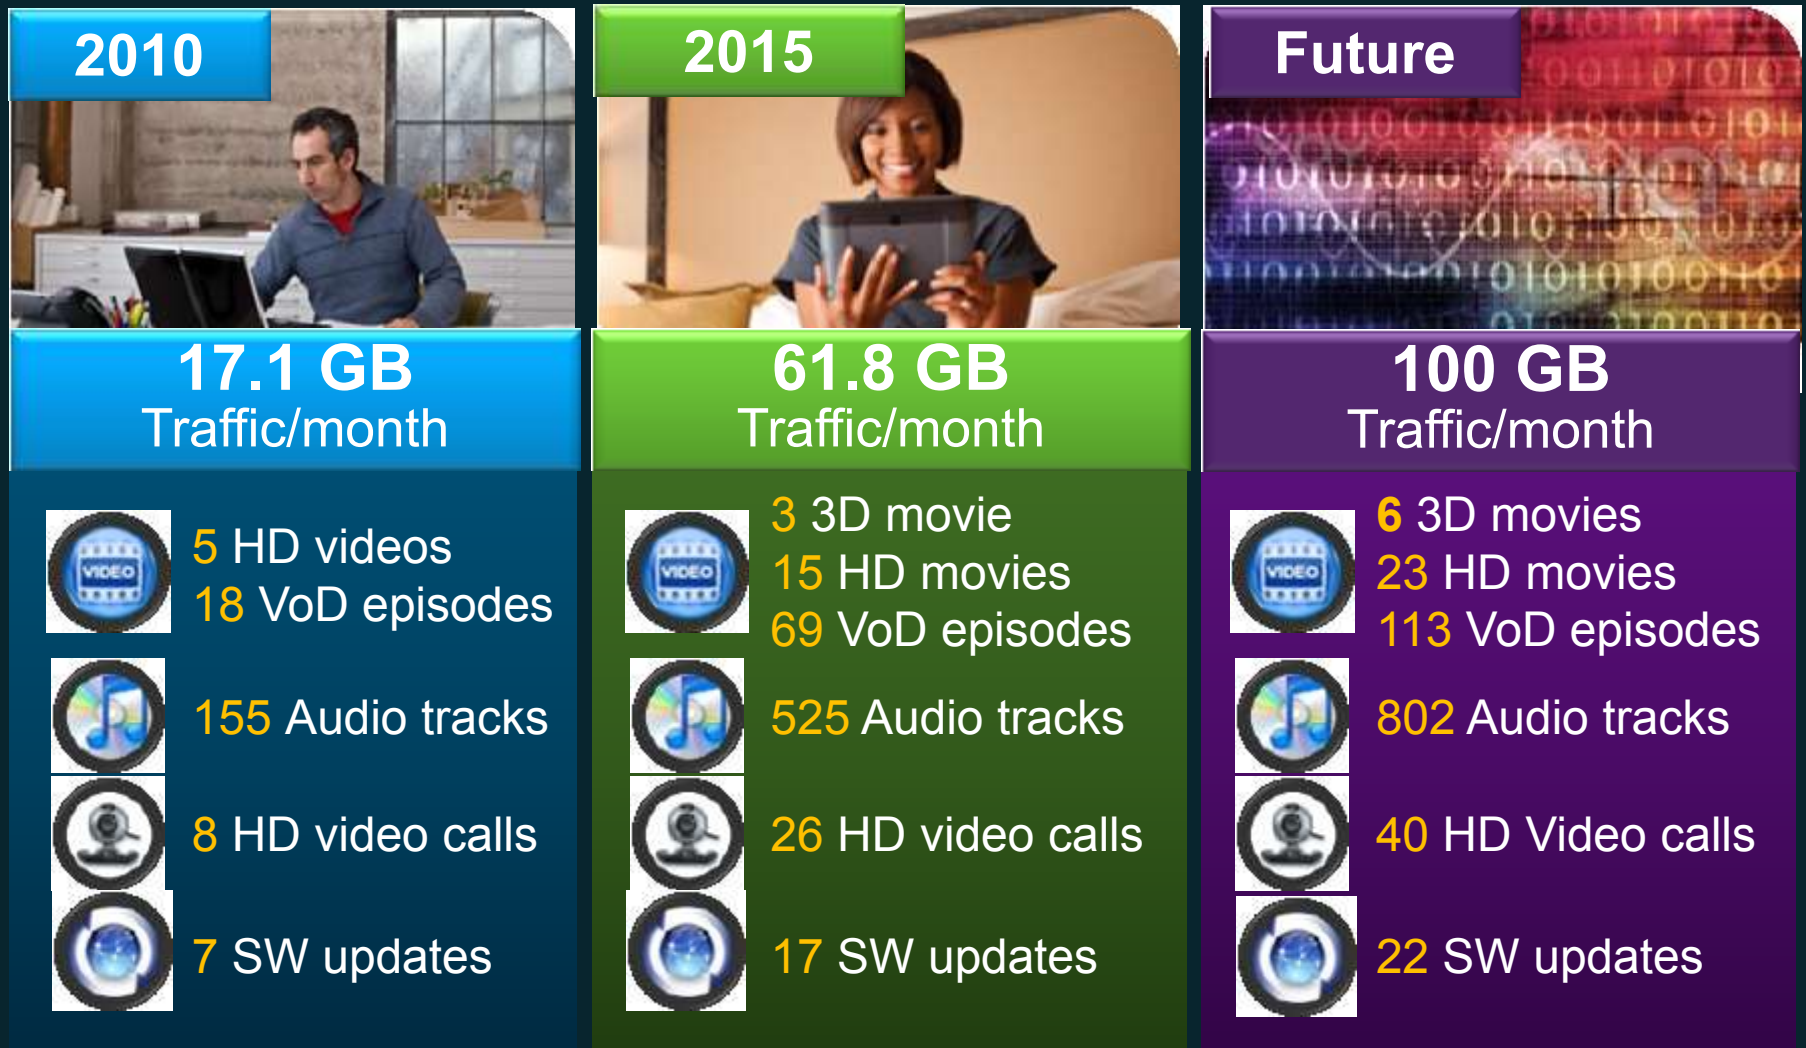 2010
17.1 GB
Traffic/month
VIDEO
5 HD videos
18 VoD episodes
155 Audio tracks
8 HD video calls
7 SW updates
2015
61.8 GB
Traffic/month
VIDEO
3 3D movie
15 HD movies
69 VoD episodes
525 Audio tracks
26 HD video calls
17 SW updates
Future
100 GB
Traffic/month
VIDEO
6 3D movies
23 HD movies
113 VoD episodes
802 Audio tracks
40 HD Video calls
22 SW updates